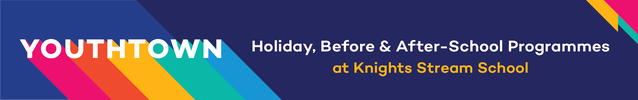 YOUTHTOWN
Holiday, Before & After-School Programmes
at Knights Stream School